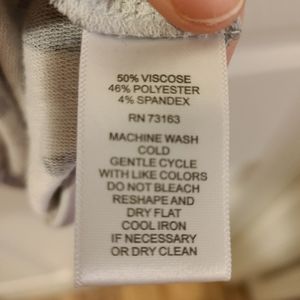 50% VISCOSE
46% POLYESTER
4% SPANDEX
RN 73163
MACHINE WASH
COLD
GENTLE CYCLE
WITH LIKE COLORS
DO NOT BLEACH
RESHAPE AND
DRY FLAT
COOL IRON
IF NECESSARY
OR DRY CLEAN